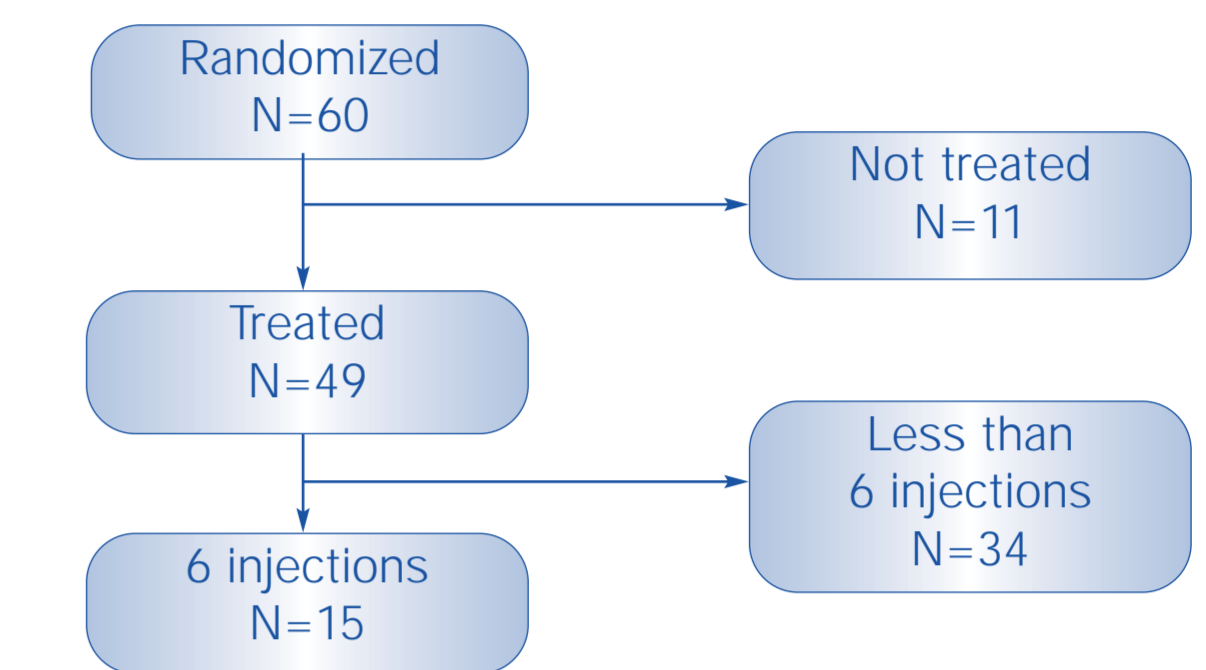 Randomized
N=60
Not treated
N=11
Treated
N=49
Less than
6 injections
N=34
6 injections
N=15